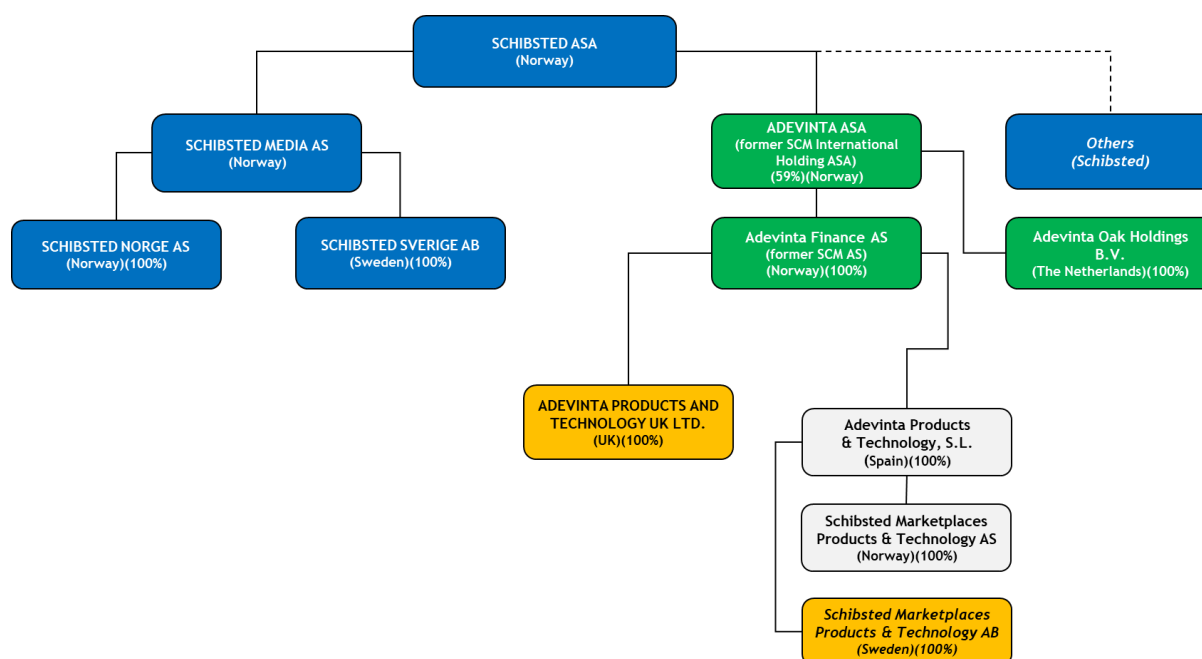 SCHIBSTED ASA
(Norway)
SCHIBSTED MEDIA AS
(Norway)
ADEVINTA ASA
(former SCM International
Holding ASA)
(59%)(Norway)
Others
(Schibsted)
SCHIBSTED NORGE AS
(Norway)(100%)
SCHIBSTED SVERIGE AB
(Sweden)(100%)
Adevinta Finance AS
(former SCM AS)
(Norway)(100%)
Adevinta Oak Holdings
B.V.
(The Netherlands)(100%)
ADEVINTA PRODUCTS AND
TECHNOLOGY UK LTD.
(UK)(100%)
Adevinta Products
& Technology, S.L.
(Spain)(100%)
Schibsted Marketplaces
Products & Technology AS
(Norway)(100%)
Schibsted Marketplaces
Products & Technology AB
(Sweden)(100%)